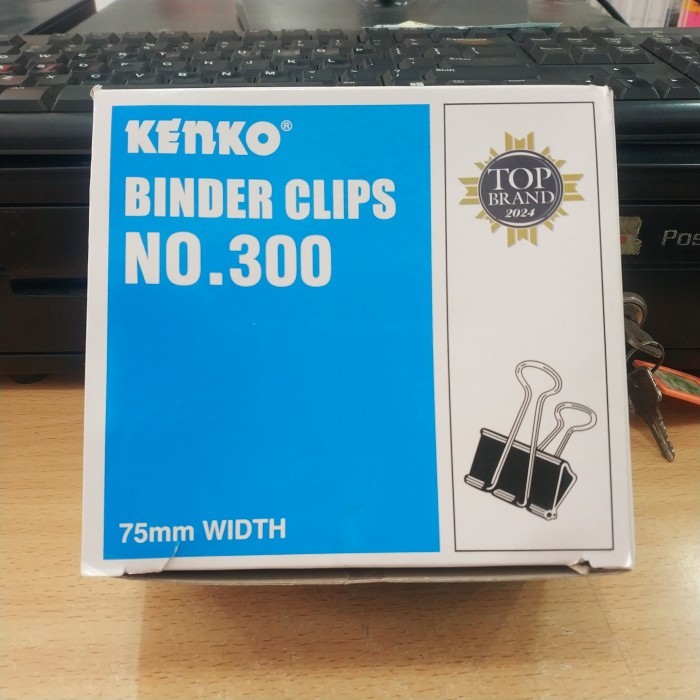 KENKO®
BINDER CLIPS
NO.300
75mm WIDTH
TOP
BRAND
2024
Pos